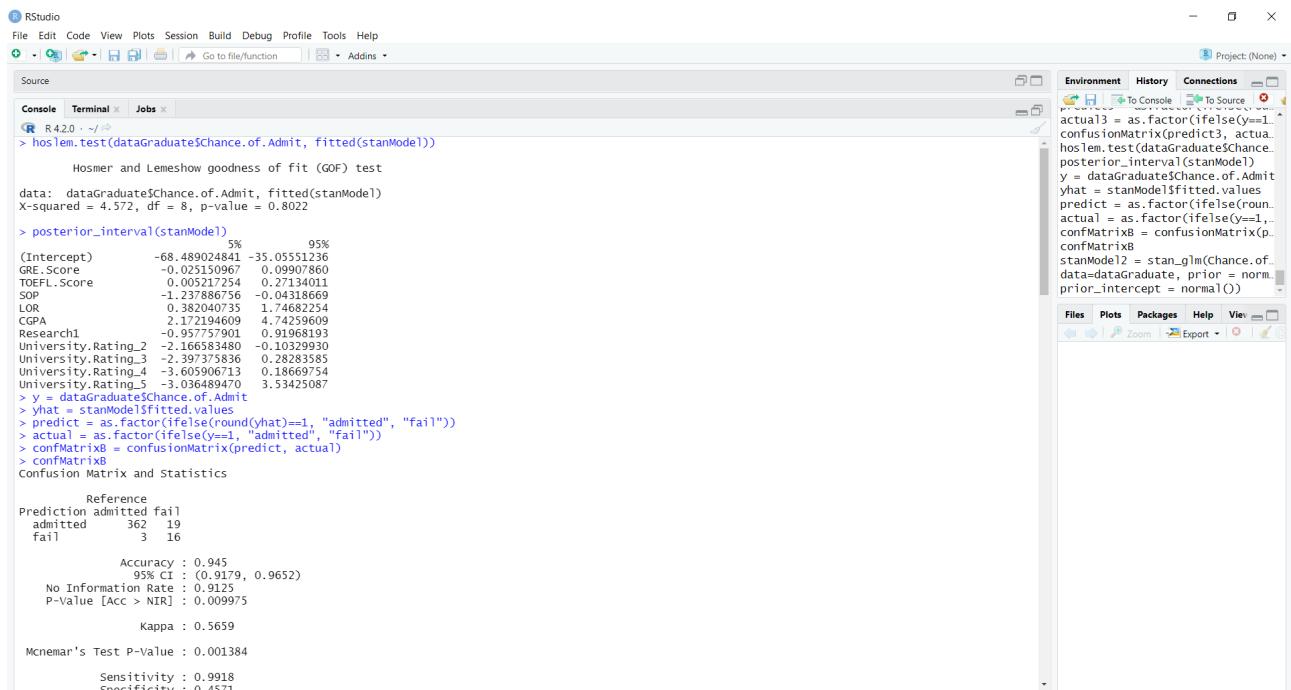 RStudio
File Edit Code View Plots Session Build Debug Profile Tools Help
Go to file/function Addins Project: (None)
Source
Console Terminal Jobs
R 4.2.0 · ~/
> hoslem.test(dataGraduate$Chance.of.Admit, fitted(stanModel))
Hosmer and Lemeshow goodness of fit (GOF) test
data: dataGraduate$Chance.of.Admit, fitted(stanModel)
X-squared = 4.572, df = 8, p-value = 0.8022
> posterior_interval(stanModel)
5% 95%
(Intercept) -68.489024841 -35.05551236
GRE.Score -0.025150967 0.09907860
TOEFL.Score 0.005217254 0.27134011
SOP -1.237886756 -0.04318669
LOR 0.382040735 1.74682254
CGPA 2.172194609 4.74259609
Research1 -0.957757901 0.91968193
University.Rating_2 -2.166583480 -0.10329930
University.Rating_3 -2.397375836 0.28283585
University.Rating_4 -3.605906713 0.18669754
University.Rating_5 -3.036489470 3.53425087
> y = dataGraduate$Chance.of.Admit
> yhat = stanModel$fitted.values
> predict = as.factor(ifelse(round(yhat)==1, "admitted", "fail"))
> actual = as.factor(ifelse(y==1, "admitted", "fail"))
> confMatrixB = confusionMatrix(predict, actual)
> confMatrixB
Confusion Matrix and Statistics
Reference
Prediction admitted fail
admitted 362 19
fail 3 16
Accuracy : 0.945
95% CI : (0.9179, 0.9652)
No Information Rate : 0.9125
P-Value [Acc > NIR] : 0.009975
Kappa : 0.5659
Mcnemar's Test P-Value : 0.001384
Sensitivity : 0.9918
Specificity : 0.4571
Environment History Connections
To Console To Source
actual3 = as.factor(ifelse(y==1…
confusionMatrix(predict3, actua…
hoslem.test(dataGraduate$Chance…
posterior_interval(stanModel)
y = dataGraduate$Chance.of.Admit
yhat = stanModel$fitted.values
predict = as.factor(ifelse(roun…
actual = as.factor(ifelse(y==1,…
confMatrixB = confusionMatrix(p…
confMatrixB
stanModel2 = stan_glm(Chance.of…
data=dataGraduate, prior = norm…
prior_intercept = normal())
Files Plots Packages Help View
Zoom Export